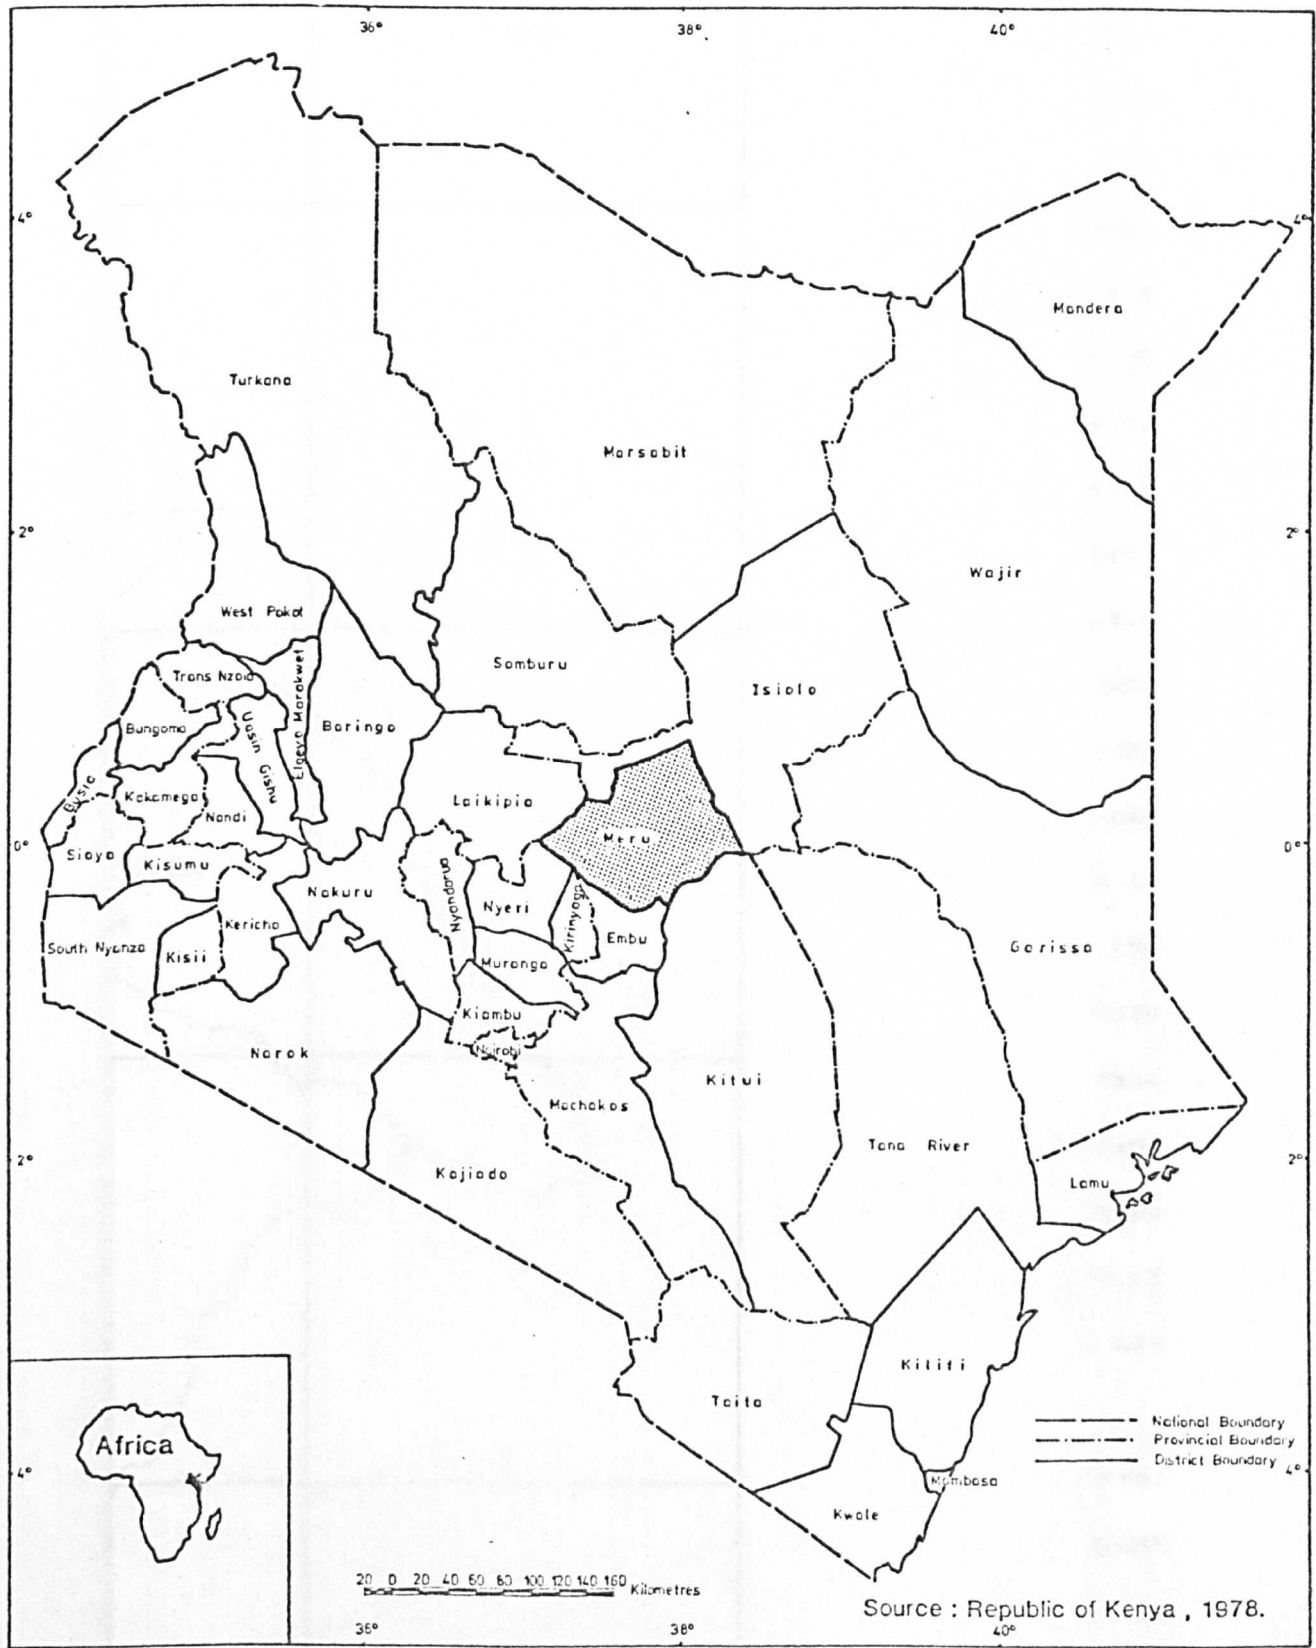 36° 38° 40°
4° 4°
Mandera
Turkana
Marsabit
2° 2°
Wajir
West Pokot
Trans Nzoia
Samburu
Isiolo
Elgeyo Marakwet
Baringo
Bungoma
Uasin Gishu
Busia
Kakamega
Nandi
Laikipia
Meru
0° 0°
Siaya
Kisumu
Nakuru
Nyandarua
Nyeri
Kirinyaga
Embu
Kericho
South Nyanza
Kisii
Muranga
Garissa
Kiambu
Nairobi
Narok
Kitui
Machakos
Tana River
2°
Kajiado
Lamu
Kilifi
Taita
National Boundary
Provincial Boundary
District Boundary
Africa
4° 4°
Mombasa
Kwale
20 0 20 40 60 80 100 120 140 160 Kilometres
Source : Republic of Kenya , 1978.
36° 38° 40°